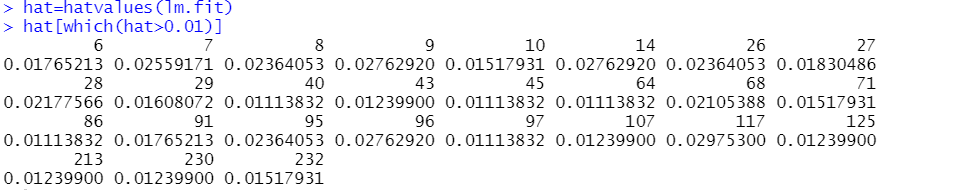 > hat=hatvalues(lm.fit)
> hat[which(hat>0.01)]
6 7 8 9 10 14 26 27
0.01765213 0.02559171 0.02364053 0.02762920 0.01517931 0.02762920 0.02364053 0.01830486
28 29 40 43 45 64 68 71
0.02177566 0.01608072 0.01113832 0.01239900 0.01113832 0.01113832 0.02105388 0.01517931
86 91 95 96 97 107 117 125
0.01113832 0.01765213 0.02364053 0.02762920 0.01113832 0.01239900 0.02975300 0.01239900
213 230 232
0.01239900 0.01239900 0.01517931